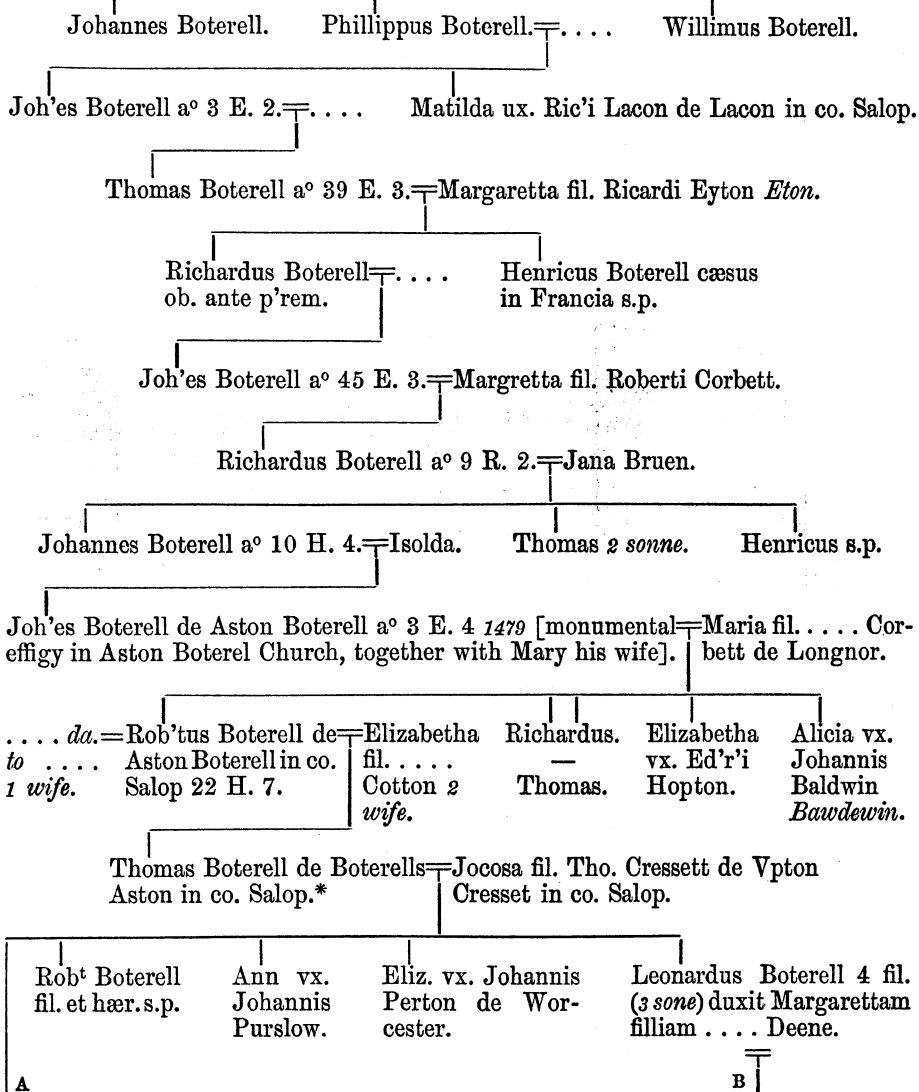 Johannes Boterell. Phillippus Boterell.=. . . . Willimus Boterell.
Joh'es Boterell aº 3 E. 2.=. . . . Matilda ux. Ric'i Lacon de Lacon in co. Salop.
Thomas Boterell aº 39 E. 3.=Margaretta fil. Ricardi Eyton Eton.
Richardus Boterell=. . . . Henricus Boterell cæsus
ob. ante p'rem. in Francia s.p.
Joh'es Boterell aº 45 E. 3.=Margretta fil. Roberti Corbett.
Richardus Boterell aº 9 R. 2.=Jana Bruen.
Johannes Boterell aº 10 H. 4.=Isolda. Thomas 2 sonne. Henricus s.p.
Joh'es Boterell de Aston Boterell aº 3 E. 4 1479 [monumental=Maria fil. . . . . Cor-
effigy in Aston Boterel Church, together with Mary his wife]. bett de Longnor.
. . . . da.=Rob'tus Boterell de=Elizabetha Richardus. Elizabetha Alicia vx.
to . . . . Aston Boterell in co. fil. . . . . — vx. Ed'r'i Johannis
1 wife. Salop 22 H. 7. Cotton 2 Thomas. Hopton. Baldwin
wife. Bawdewin.
Thomas Boterell de Boterells=Jocosa fil. Tho. Cressett de Vpton
Aston in co. Salop.* Cresset in co. Salop.
Robᵗ Boterell Ann vx. Eliz. vx. Johannis Leonardus Boterell 4 fil.
fil. et hær. s.p. Johannis Perton de Wor- (3 sone) duxit Margarettam
Purslow. cester. filliam . . . . Deene.
A B